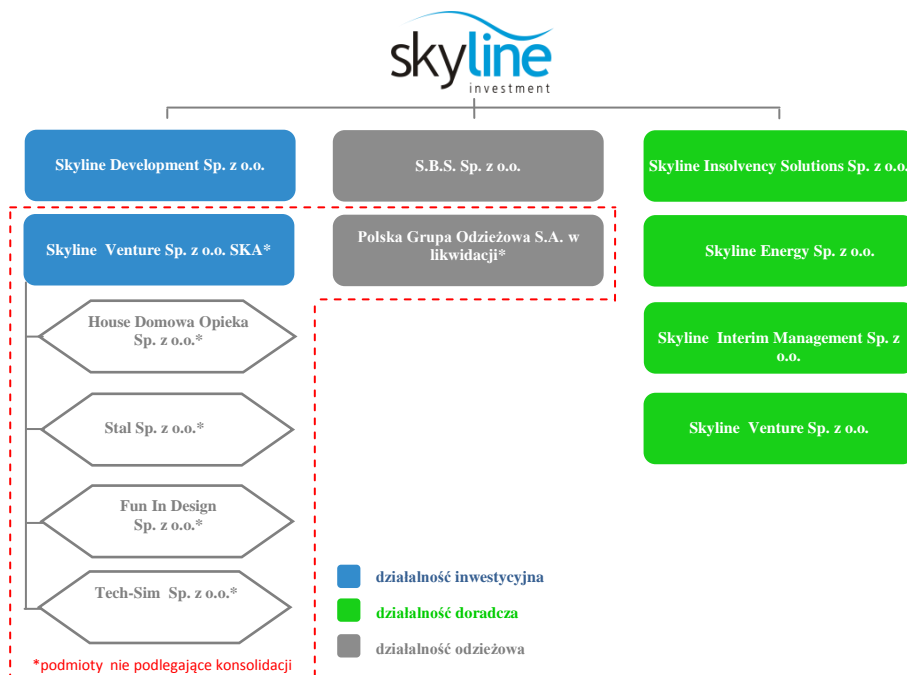 skyline
investment
Skyline Development Sp. z o.o.
S.B.S. Sp. z o.o.
Skyline Insolvency Solutions Sp. z o.o.
Skyline Venture Sp. z o.o. SKA*
Polska Grupa Odzieżowa S.A. w
likwidacji*
Skyline Energy Sp. z o.o.
House Domowa Opieka
Sp. z o.o.*
Skyline Interim Management Sp. z
o.o.
Stal Sp. z o.o.*
Skyline Venture Sp. z o.o.
Fun In Design
Sp. z o.o.*
Tech-Sim Sp. z o.o.*
działalność inwestycyjna
działalność doradcza
działalność odzieżowa
*podmioty nie podlegające konsolidacji